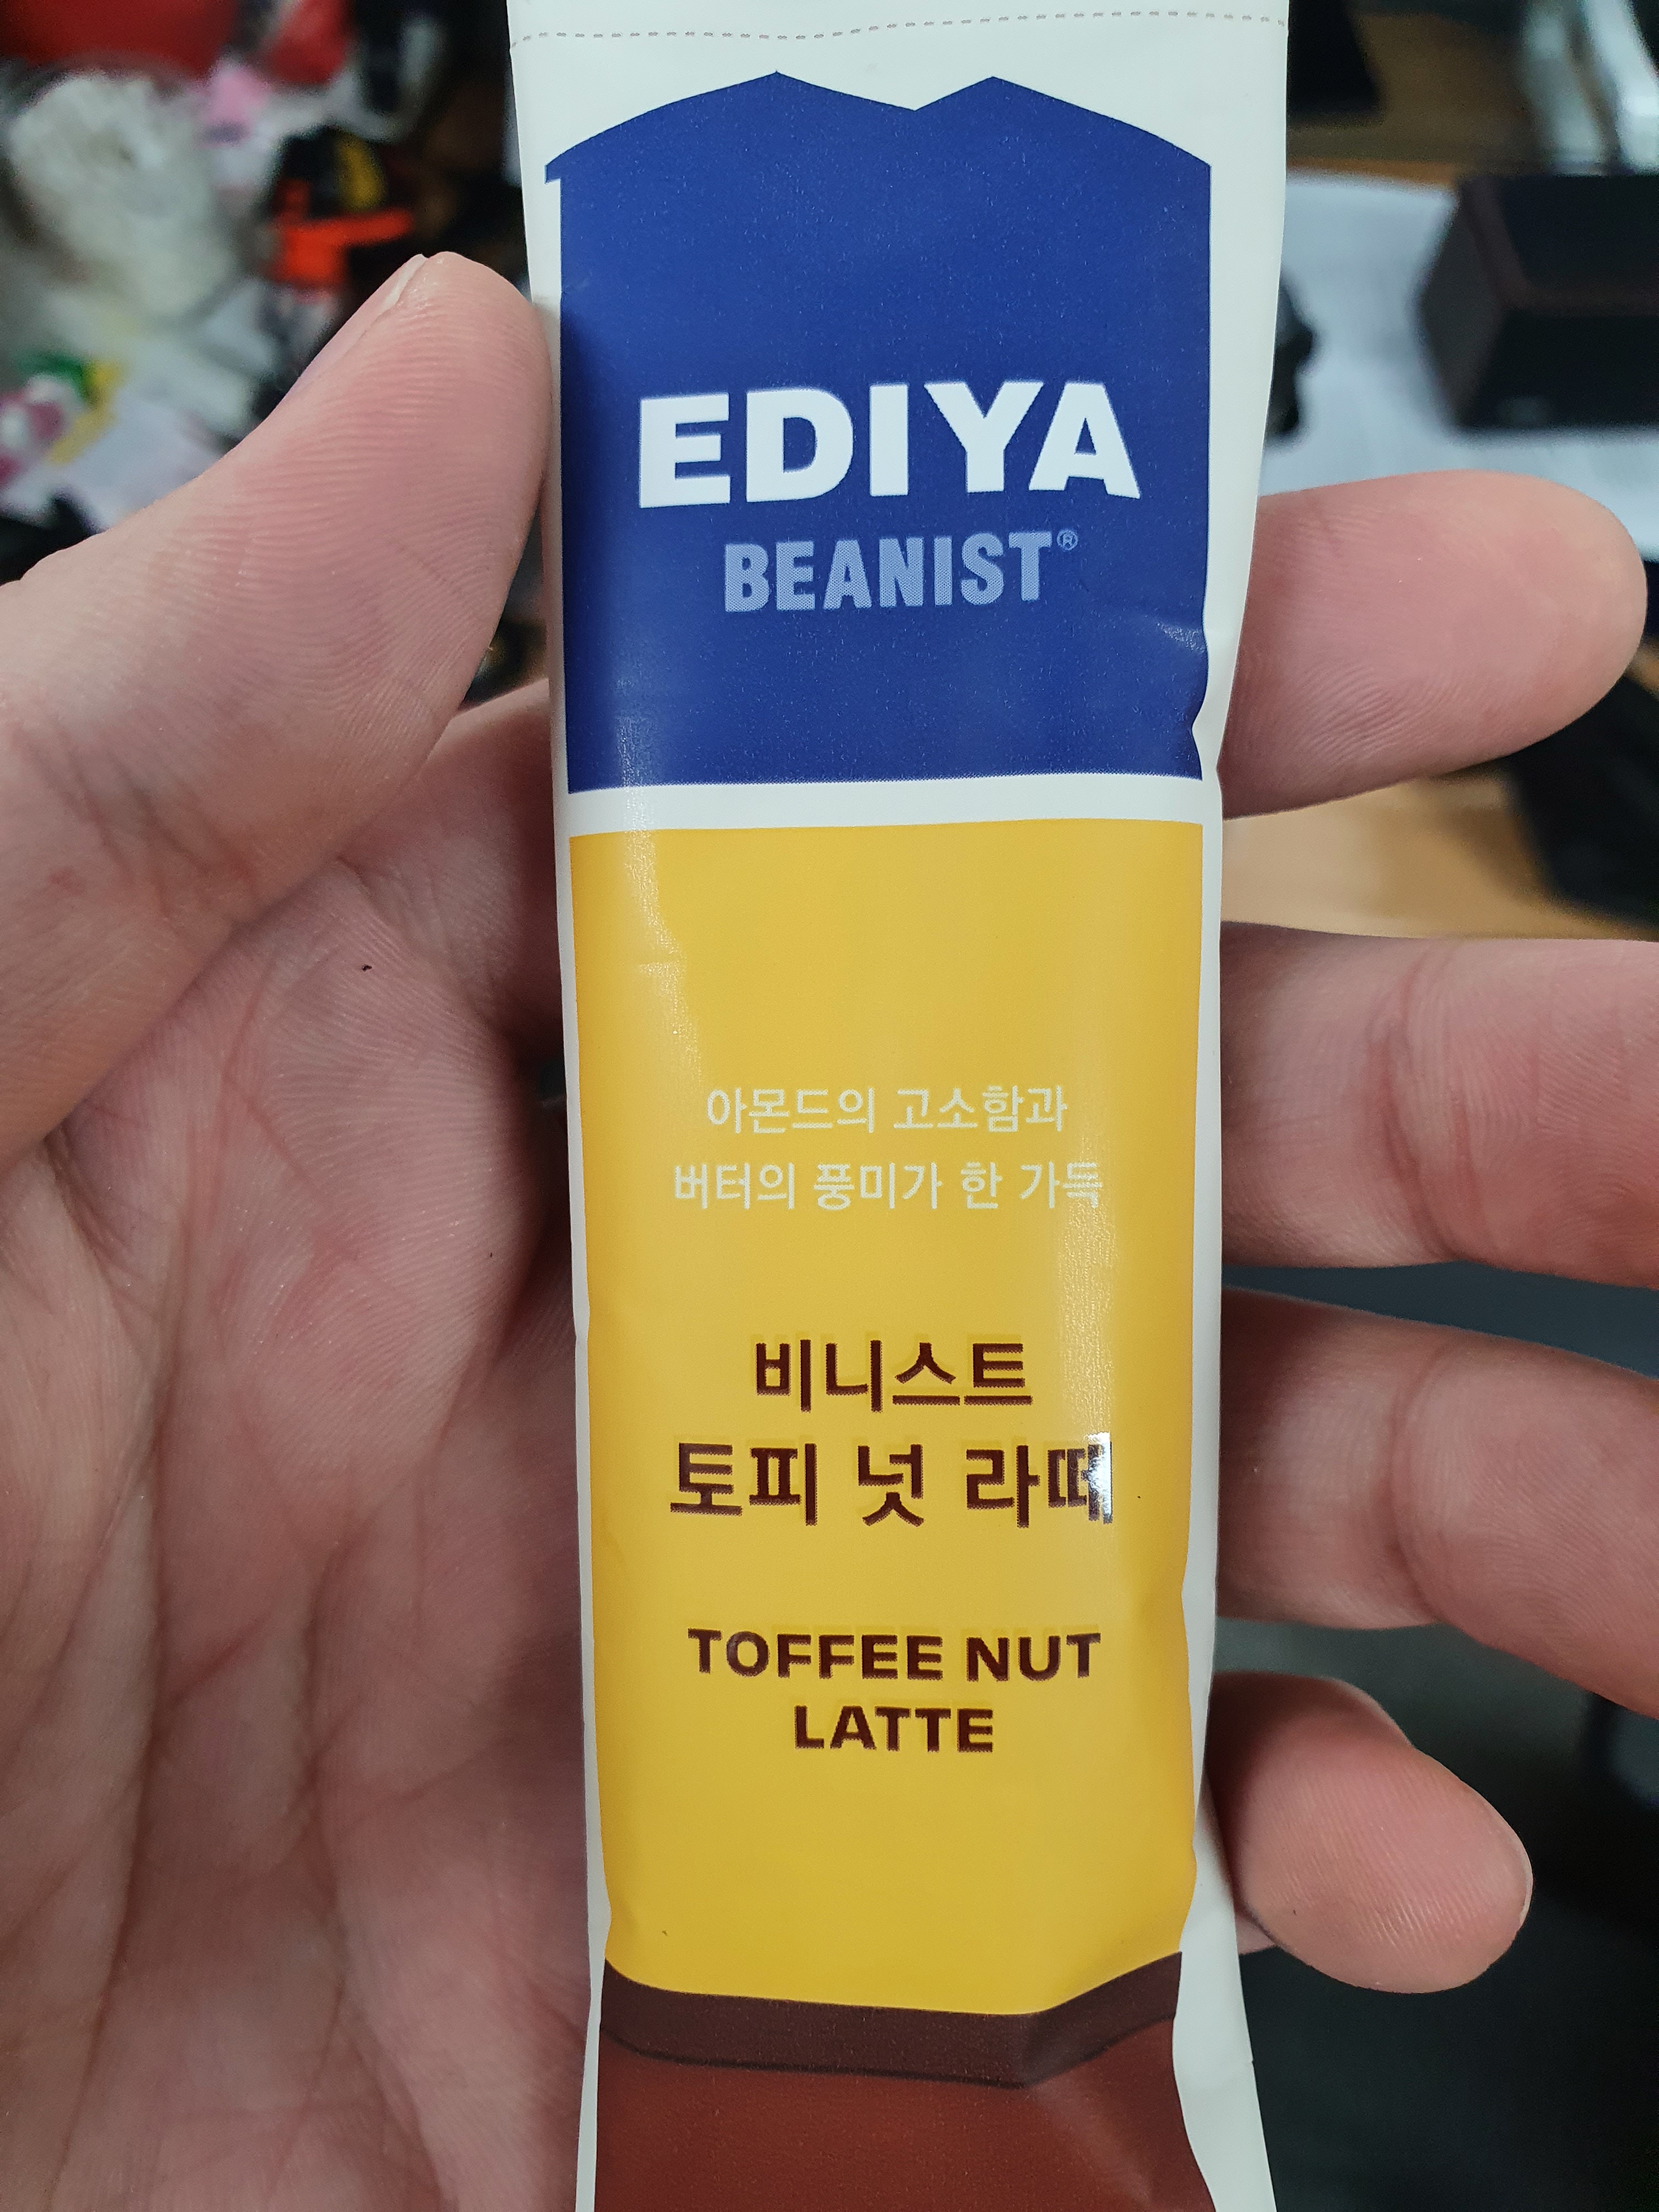 EDIYA
BEANIST®
아몬드의 고소함과
버터의 풍미가 한 가득
비니스트
토피 넛 라떼
TOFFEE NUT
LATTE